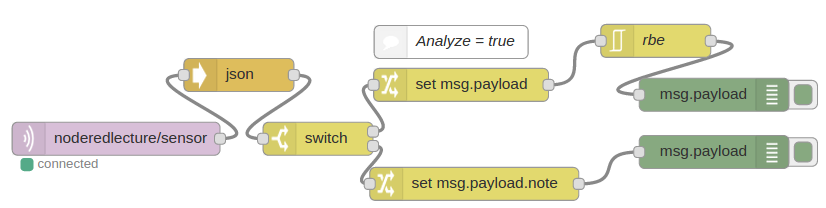 Analyze = true
rbe
json
set msg.payload
msg.payload
noderedlecture/sensor
switch
msg.payload
connected
set msg.payload.note